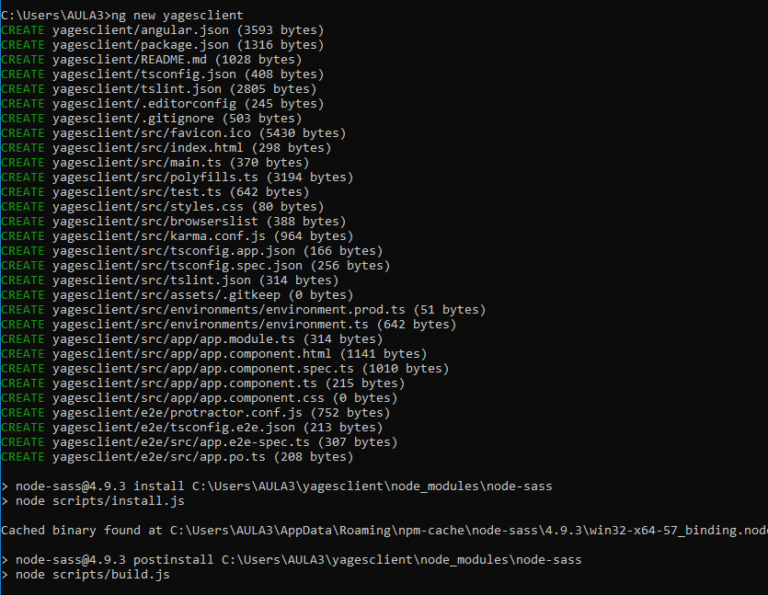 C:\Users\AULA3>ng new yagesclient
CREATE yagesclient/angular.json (3593 bytes)
CREATE yagesclient/package.json (1316 bytes)
CREATE yagesclient/README.md (1028 bytes)
CREATE yagesclient/tsconfig.json (408 bytes)
CREATE yagesclient/tslint.json (2805 bytes)
CREATE yagesclient/.editorconfig (245 bytes)
CREATE yagesclient/.gitignore (503 bytes)
CREATE yagesclient/src/favicon.ico (5430 bytes)
CREATE yagesclient/src/index.html (298 bytes)
CREATE yagesclient/src/main.ts (370 bytes)
CREATE yagesclient/src/polyfills.ts (3194 bytes)
CREATE yagesclient/src/test.ts (642 bytes)
CREATE yagesclient/src/styles.css (80 bytes)
CREATE yagesclient/src/browserslist (388 bytes)
CREATE yagesclient/src/karma.conf.js (964 bytes)
CREATE yagesclient/src/tsconfig.app.json (166 bytes)
CREATE yagesclient/src/tsconfig.spec.json (256 bytes)
CREATE yagesclient/src/tslint.json (314 bytes)
CREATE yagesclient/src/assets/.gitkeep (0 bytes)
CREATE yagesclient/src/environments/environment.prod.ts (51 bytes)
CREATE yagesclient/src/environments/environment.ts (642 bytes)
CREATE yagesclient/src/app/app.module.ts (314 bytes)
CREATE yagesclient/src/app/app.component.html (1141 bytes)
CREATE yagesclient/src/app/app.component.spec.ts (1010 bytes)
CREATE yagesclient/src/app/app.component.ts (215 bytes)
CREATE yagesclient/src/app/app.component.css (0 bytes)
CREATE yagesclient/e2e/protractor.conf.js (752 bytes)
CREATE yagesclient/e2e/tsconfig.e2e.json (213 bytes)
CREATE yagesclient/e2e/src/app.e2e-spec.ts (307 bytes)
CREATE yagesclient/e2e/src/app.po.ts (208 bytes)
> node-sass@4.9.3 install C:\Users\AULA3\yagesclient\node_modules\node-sass
> node scripts/install.js
Cached binary found at C:\Users\AULA3\AppData\Roaming\npm-cache\node-sass\4.9.3\win32-x64-57_binding.node
> node-sass@4.9.3 postinstall C:\Users\AULA3\yagesclient\node_modules\node-sass
> node scripts/build.js